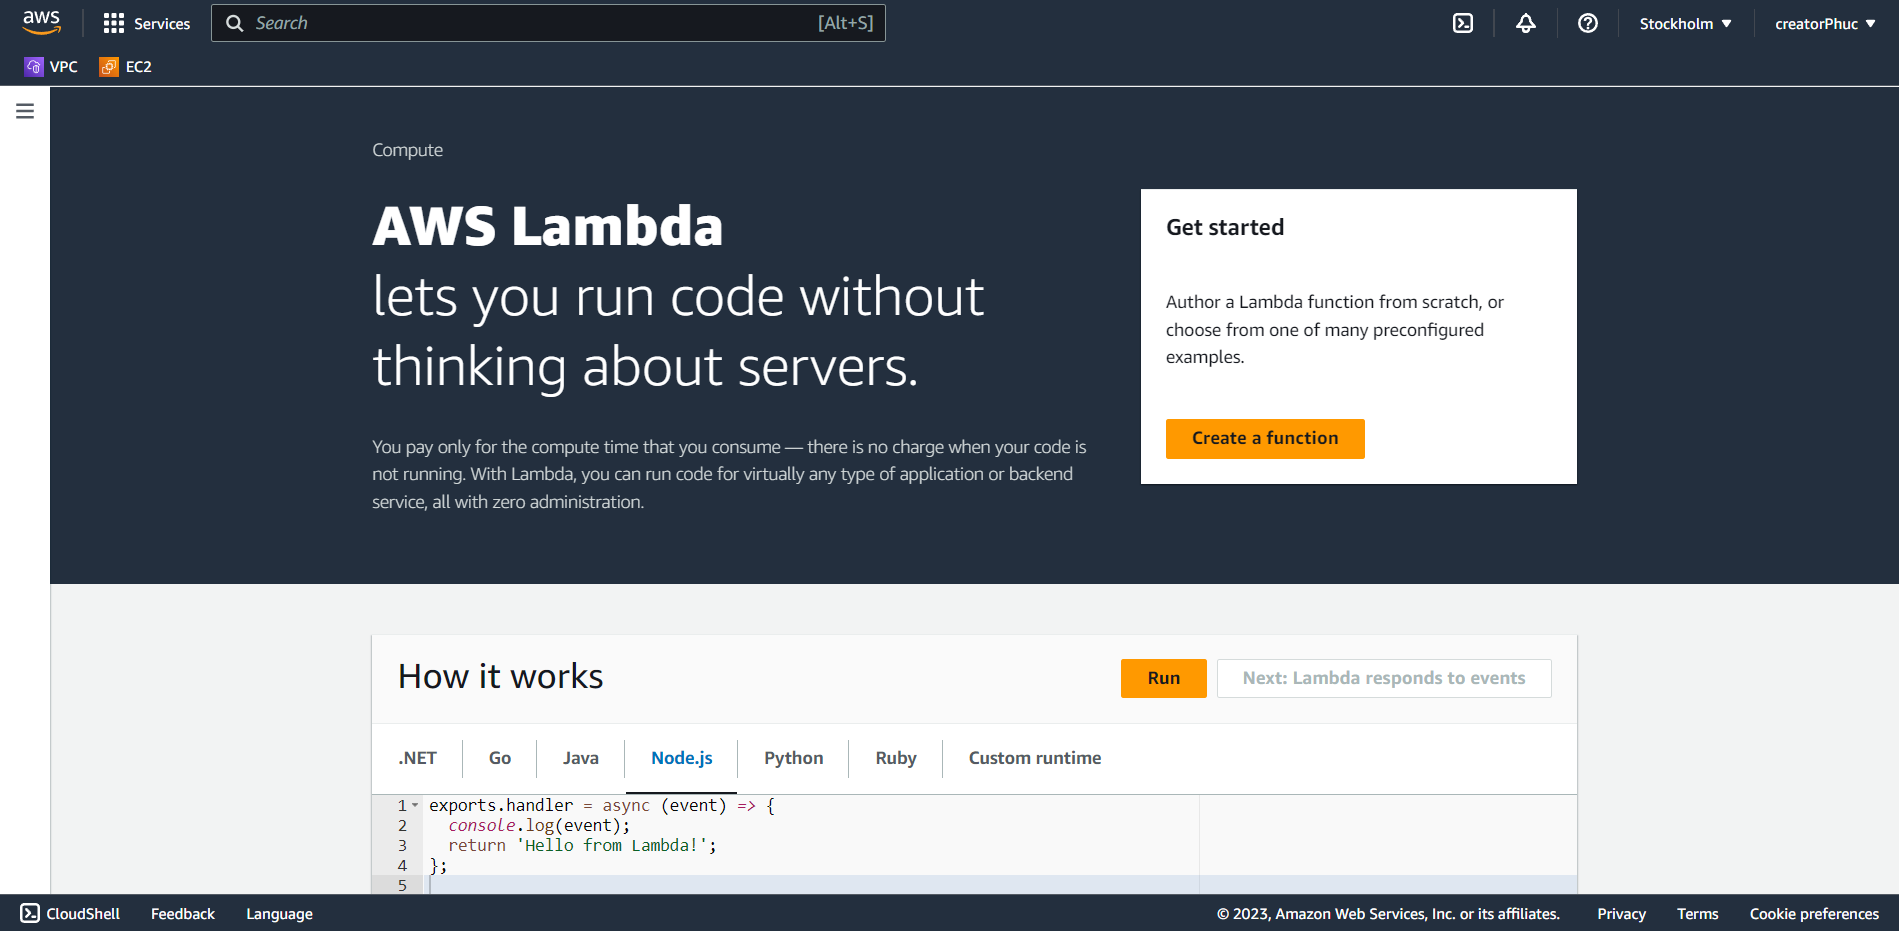 aws
Services
Search
[Alt+S]
Stockholm
creatorPhuc
VPC
EC2
Compute
AWS Lambda
lets you run code without
thinking about servers.
You pay only for the compute time that you consume — there is no charge when your code is
not running. With Lambda, you can run code for virtually any type of application or backend
service, all with zero administration.
Get started
Author a Lambda function from scratch, or
choose from one of many preconfigured
examples.
Create a function
How it works
Run
Next: Lambda responds to events
.NET
Go
Java
Node.js
Python
Ruby
Custom runtime
1 exports.handler = async (event) => {
2 console.log(event);
3 return 'Hello from Lambda!';
4 };
5
CloudShell
Feedback
Language
© 2023, Amazon Web Services, Inc. or its affiliates.
Privacy
Terms
Cookie preferences